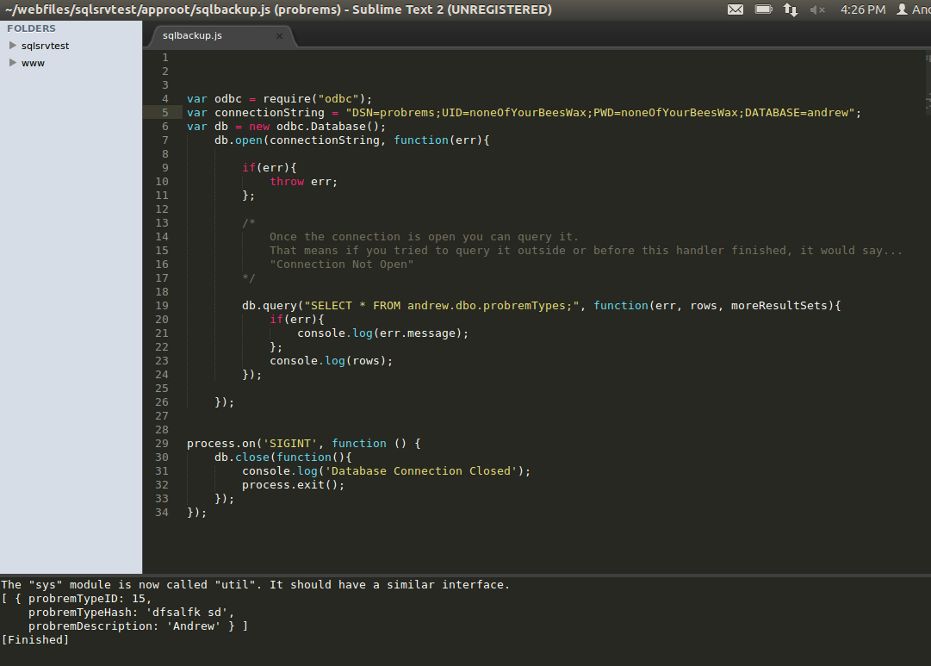 ~/webfiles/sqlsrvtest/approot/sqlbackup.js (probrems) - Sublime Text 2 (UNREGISTERED) 4:26 PM
FOLDERS
sqlsrvtest
www
sqlbackup.js ×
1
2
3
4 var odbc = require("odbc");
5 var connectionString = "DSN=probrems;UID=noneOfYourBeesWax;PWD=noneOfYourBeesWax;DATABASE=andrew";
6 var db = new odbc.Database();
7 db.open(connectionString, function(err){
8
9 if(err){
10 throw err;
11 };
12
13 /*
14 Once the connection is open you can query it.
15 That means if you tried to query it outside or before this handler finished, it would say...
16 "Connection Not Open"
17 */
18
19 db.query("SELECT * FROM andrew.dbo.probremTypes;", function(err, rows, moreResultSets){
20 if(err){
21 console.log(err.message);
22 };
23 console.log(rows);
24 });
25
26 });
27
28
29 process.on('SIGINT', function () {
30 db.close(function(){
31 console.log('Database Connection Closed');
32 process.exit();
33 });
34 });
The "sys" module is now called "util". It should have a similar interface.
[ { probremTypeID: 15,
probremTypeHash: 'dfsalfk sd',
probremDescription: 'Andrew' } ]
[Finished]